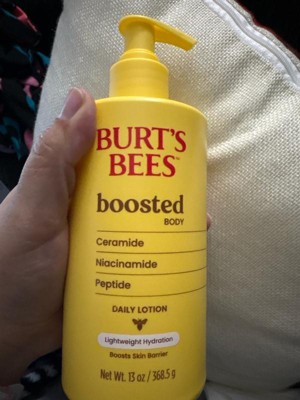 BURT'S
BEES™
boosted
BODY
Ceramide
Niacinamide
Peptide
DAILY LOTION
Lightweight Hydration
Boosts Skin Barrier
Net Wt. 13 oz / 368.5 g